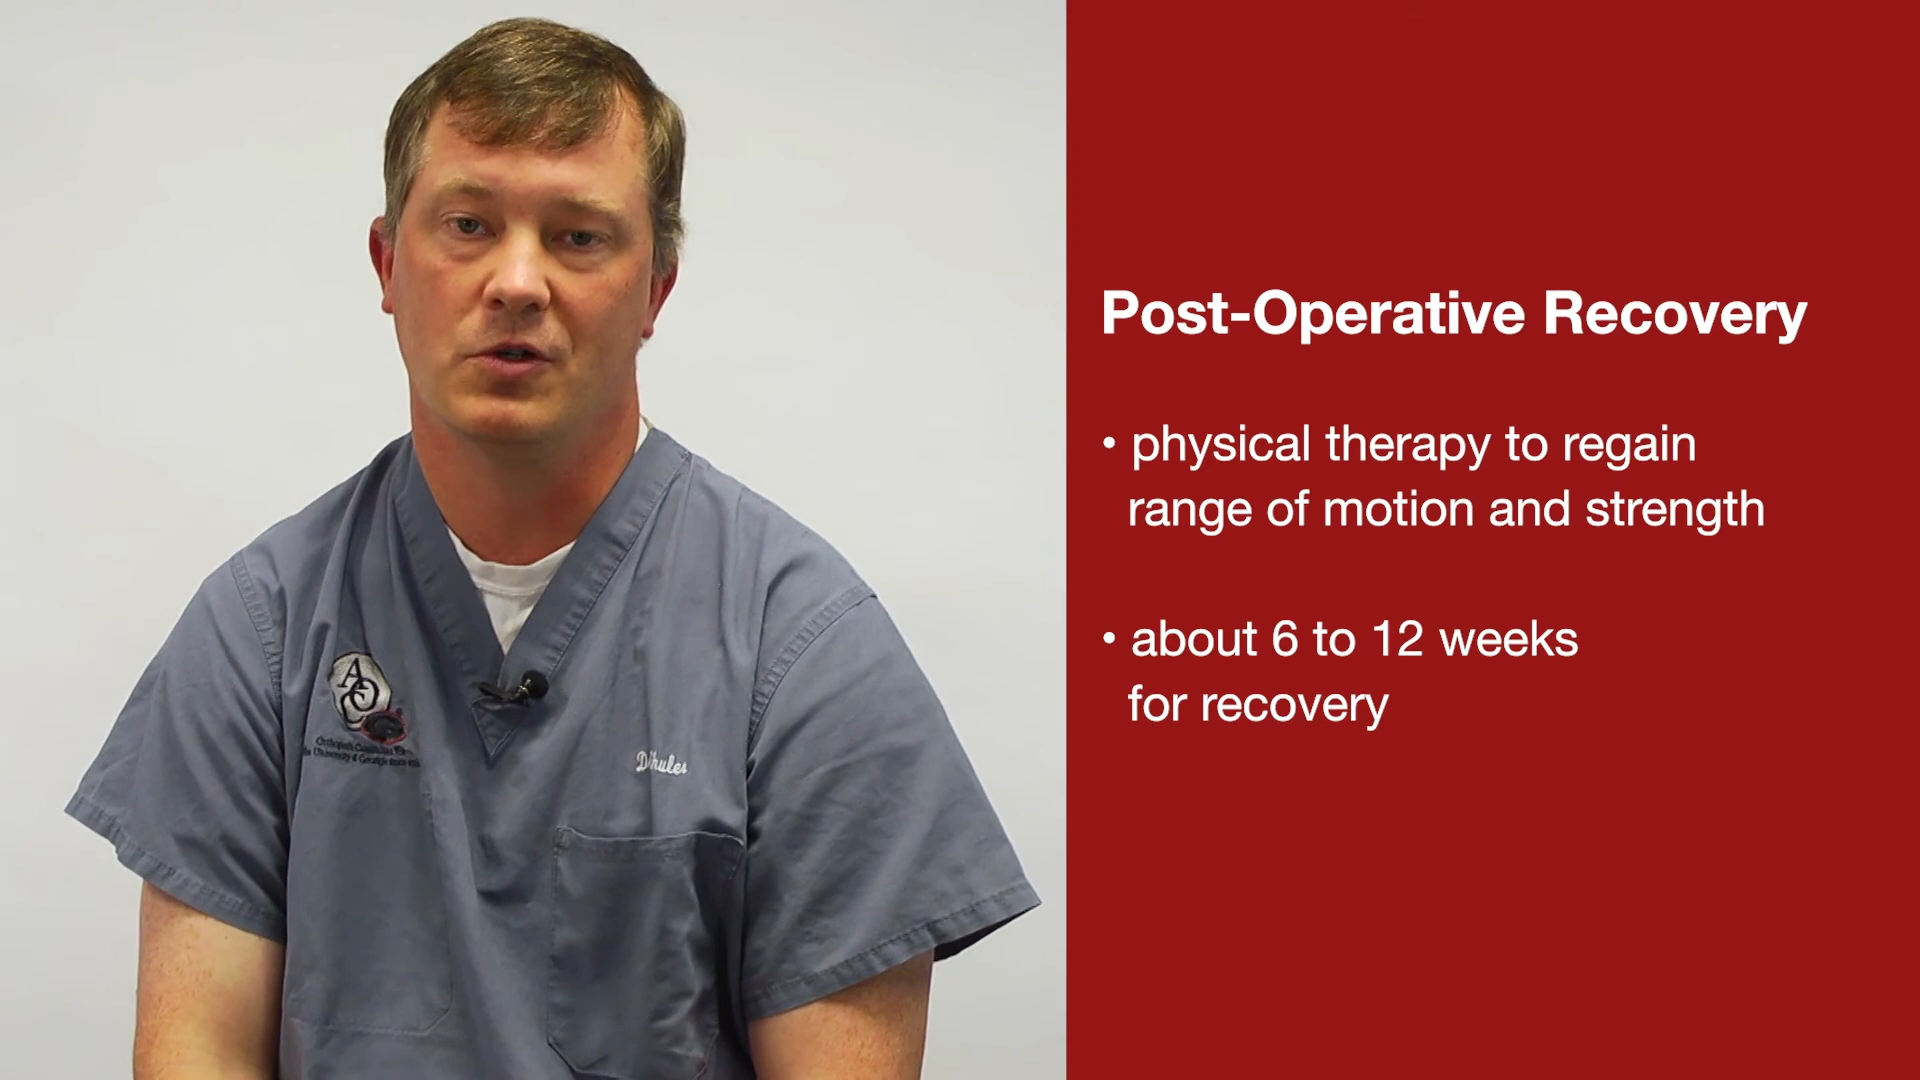 Post-Operative Recovery
• physical therapy to regain
range of motion and strength
• about 6 to 12 weeks
for recovery
AOC